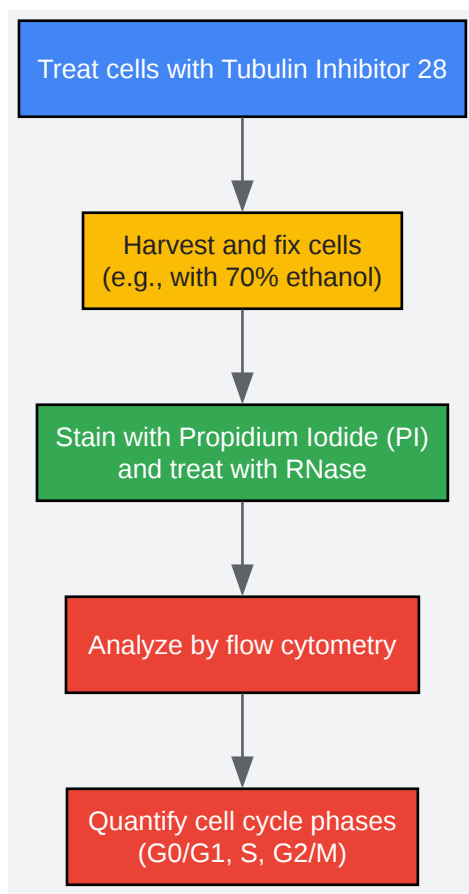 Treat cells with Tubulin Inhibitor 28
Harvest and fix cells
(e.g., with 70% ethanol)
Stain with Propidium Iodide (PI)
and treat with RNase
Analyze by flow cytometry
Quantify cell cycle phases
(G0/G1, S, G2/M)